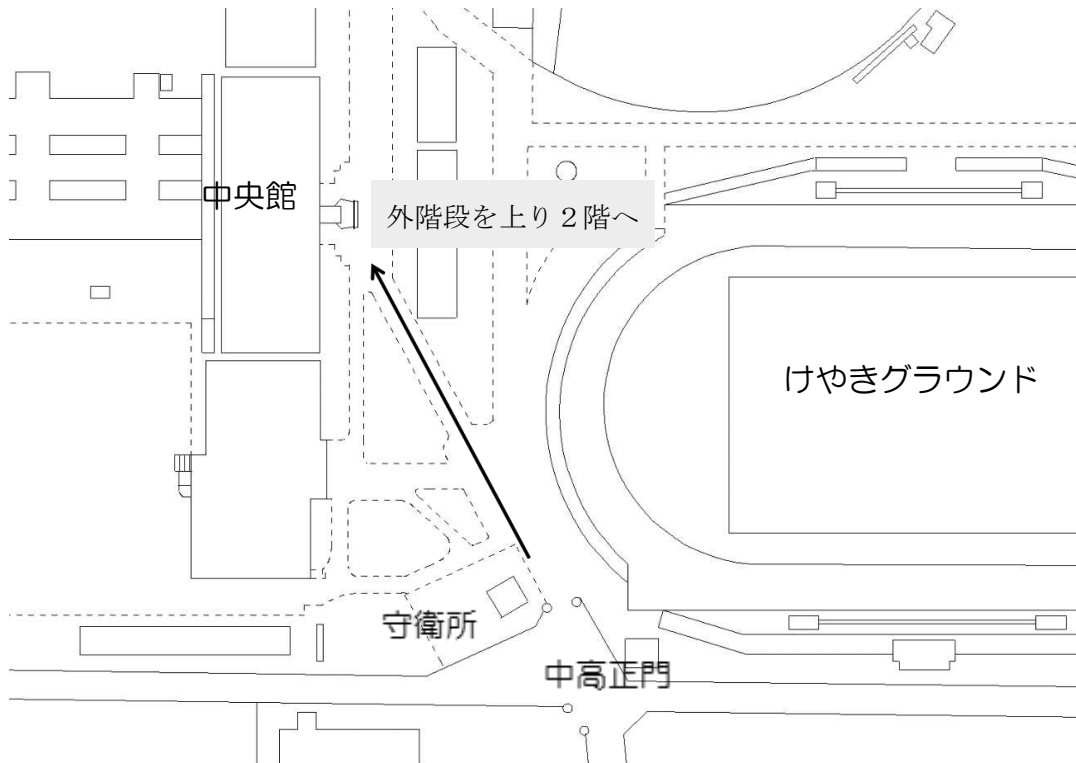 中央館
外階段を上り２階へ
けやきグラウンド
守衛所
中高正門